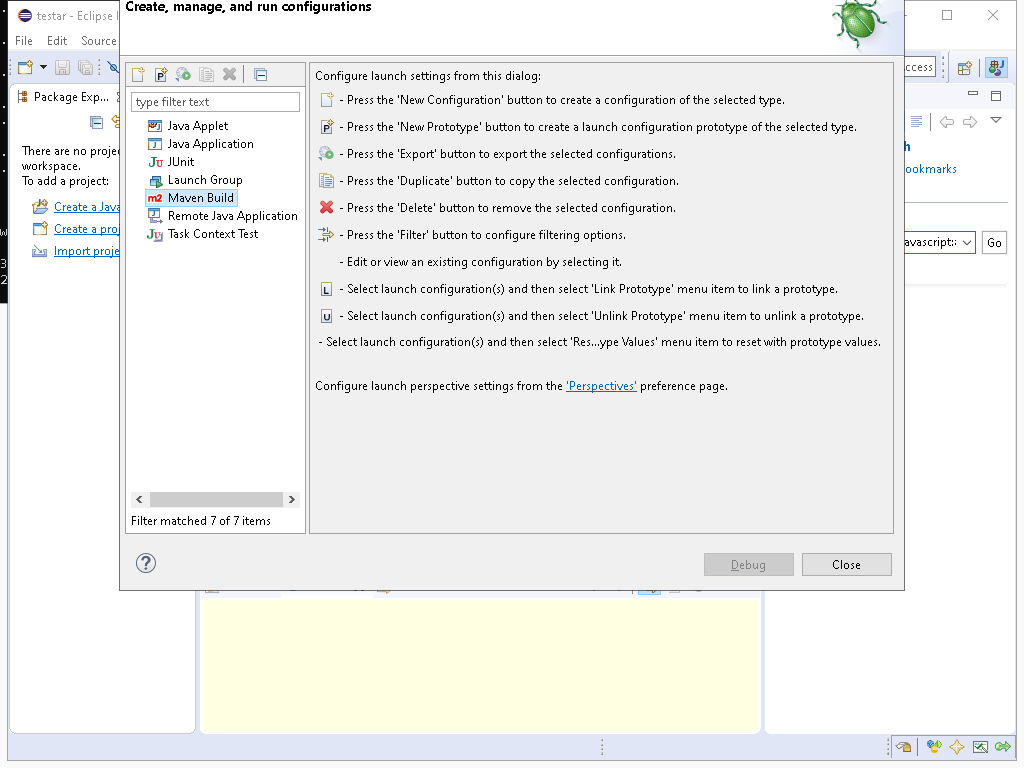 Create, manage, and run configurations
testar - Eclipse
File Edit Source
Package Exp...
There are no
workspace.
To add a project:
Create a Java
Create a
Import
type filter text
Java Applet
Java Application
JUnit
Launch Group
m2 Maven Build
Remote Java Application
Task Context Test
Filter matched 7 of 7 items
Configure launch settings from this dialog:
- Press the 'New Configuration' button to create a configuration of the selected type.
- Press the 'New Prototype' button to create a launch configuration prototype of the selected type.
- Press the 'Export' button to export the selected configurations.
- Press the 'Duplicate' button to copy the selected configuration.
- Press the 'Delete' button to remove the selected configuration.
- Press the 'Filter' button to configure filtering options.
- Edit or view an existing configuration by selecting it.
L - Select launch configuration(s) and then select 'Link Prototype' menu item to link a prototype.
U - Select launch configuration(s) and then select 'Unlink Prototype' menu item to unlink a prototype.
- Select launch configuration(s) and then select 'Res...ype Values' menu item to reset with prototype values.
Configure launch perspective settings from the 'Perspectives' preference page.
Debug Close
ccess
ookmarks
avascript:
Go